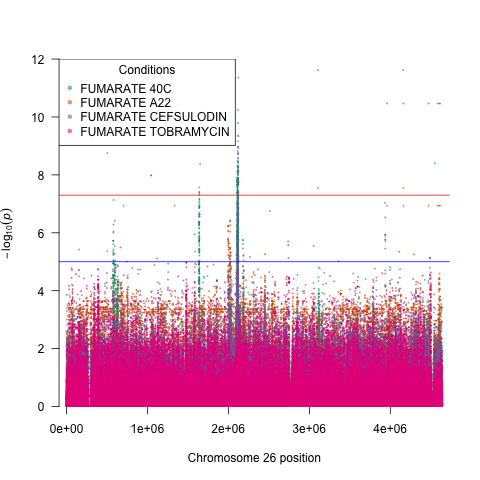 Conditions
FUMARATE 40C
FUMARATE A22
FUMARATE CEFSULODIN
FUMARATE TOBRAMYCIN
−log₁₀(p)
12
10
8
6
4
2
0
0e+00 1e+06 2e+06 3e+06 4e+06
Chromosome 26 position